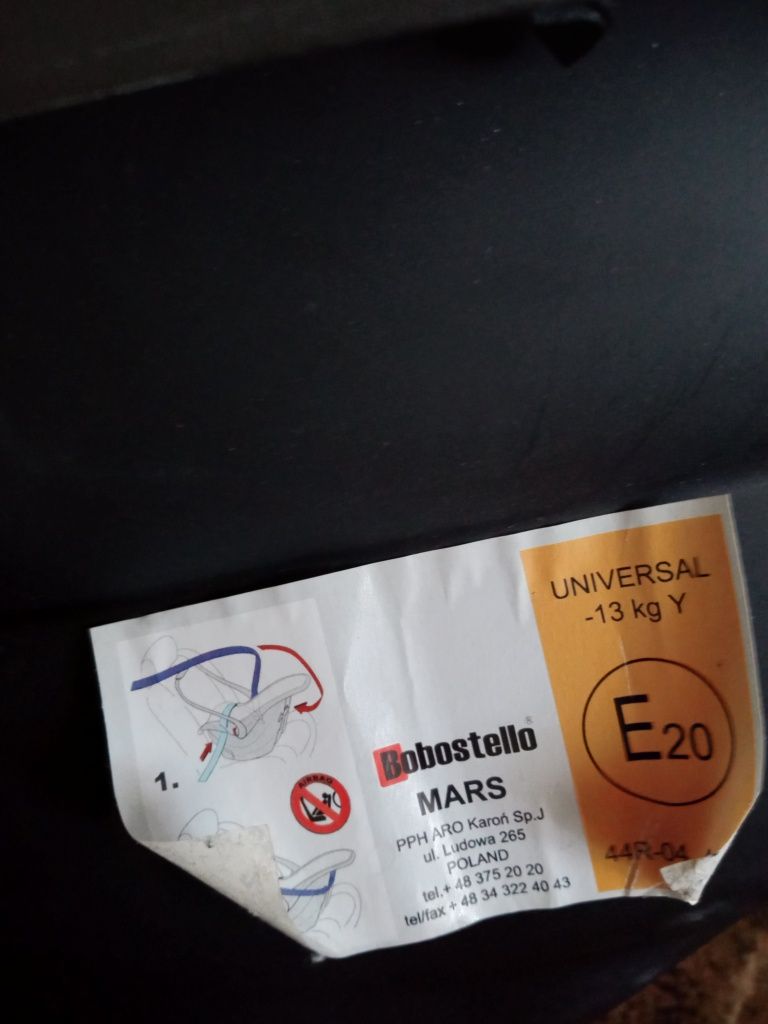 UNIVERSAL
-13 kg Y
E20
44R-04
1.
AIRBAG
Bobostello®
MARS
PPH ARO Karoń Sp.J
ul. Ludowa 265
POLAND
tel.+ 48 375 20 20
tel/fax + 48 34 322 40 43